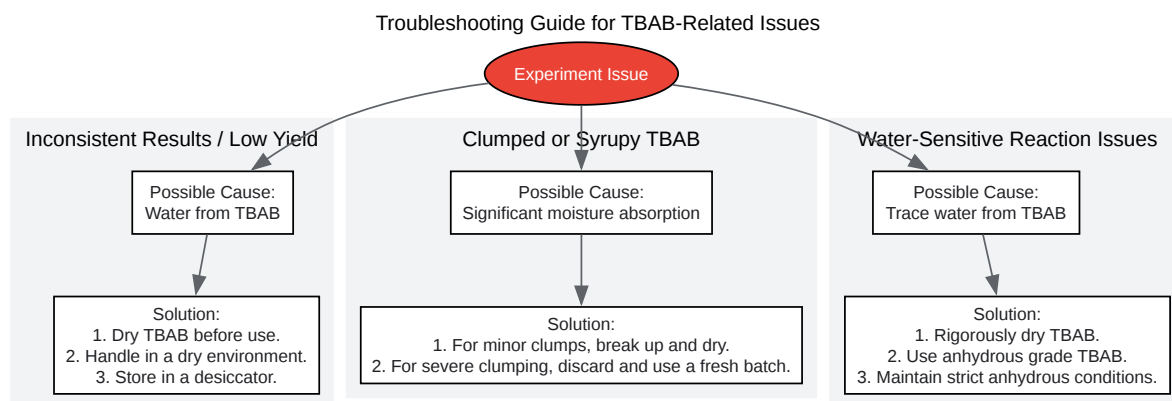 Troubleshooting Guide for TBAB-Related Issues
Experiment Issue
Inconsistent Results / Low Yield
Possible Cause:
Water from TBAB
Solution:
1. Dry TBAB before use.
2. Handle in a dry environment.
3. Store in a desiccator.
Clumped or Syrupy TBAB
Possible Cause:
Significant moisture absorption
Solution:
1. For minor clumps, break up and dry.
2. For severe clumping, discard and use a fresh batch.
Water-Sensitive Reaction Issues
Possible Cause:
Trace water from TBAB
Solution:
1. Rigorously dry TBAB.
2. Use anhydrous grade TBAB.
3. Maintain strict anhydrous conditions.